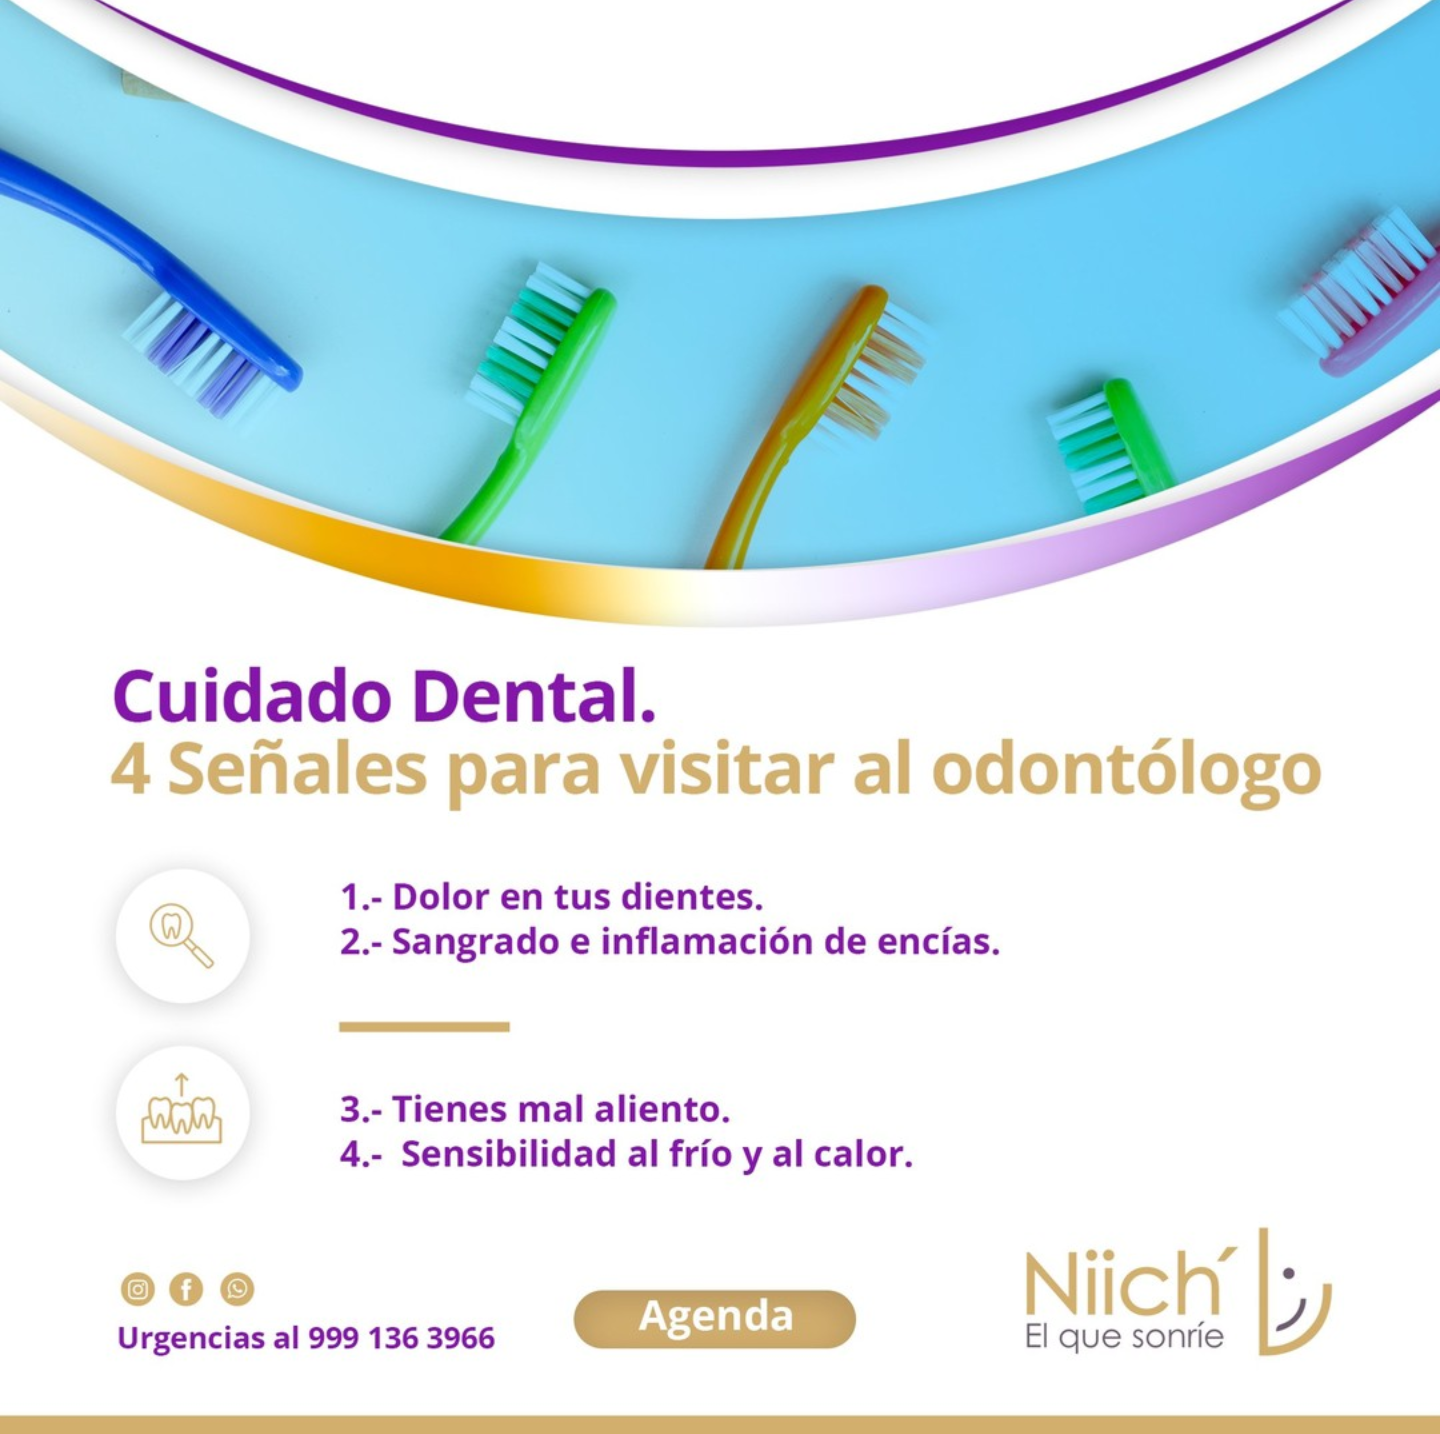 Cuidado Dental.
4 Señales para visitar al odontólogo
1.- Dolor en tus dientes.
2.- Sangrado e inflamación de encías.
3.- Tienes mal aliento.
4.-  Sensibilidad al frío y al calor.
Urgencias al 999 136 3966
Agenda
Niich´
El que sonríe